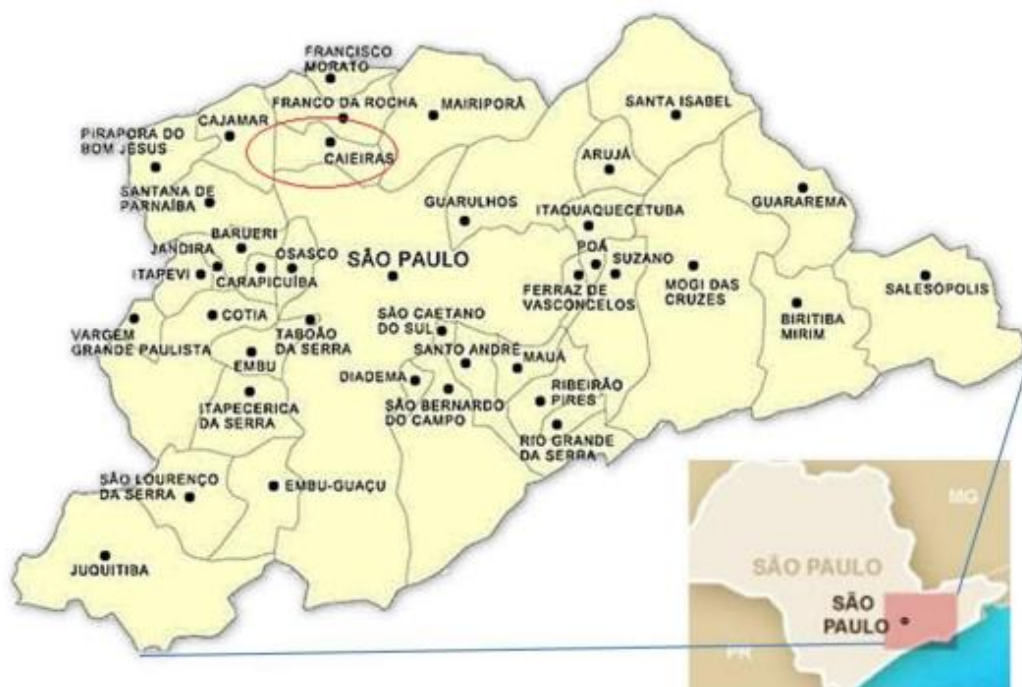 FRANCISCO
MORATO
FRANCO DA ROCHA
MAIRIPORÃ
SANTA ISABEL
CAJAMAR
PIRAPORA DO
BOM JESUS
CAIEIRAS
ARUJÁ
SANTANA DE
PARNAÍBA
GUARULHOS
ITAQUAQUECETUBA
GUARAREMA
BARUERI
JANDIRA
OSASCO
SÃO PAULO
POÁ
SUZANO
ITAPEVI
CARAPICUÍBA
FERRAZ DE
VASCONCELOS
MOGI DAS
CRUZES
SALESÓPOLIS
COTIA
SÃO CAETANO
DO SUL
BIRITIBA
MIRIM
VARGEM
GRANDE PAULISTA
TABOÃO
DA SERRA
EMBU
SANTO ANDRÉ
MAUÁ
DIADEMA
RIBEIRÃO
PIRES
ITAPECERICA
DA SERRA
SÃO BERNARDO
DO CAMPO
RIO GRANDE
DA SERRA
SÃO LOURENÇO
DA SERRA
EMBU-GUAÇU
JUQUITIBA
MG
SÃO PAULO
SÃO
PAULO
PR